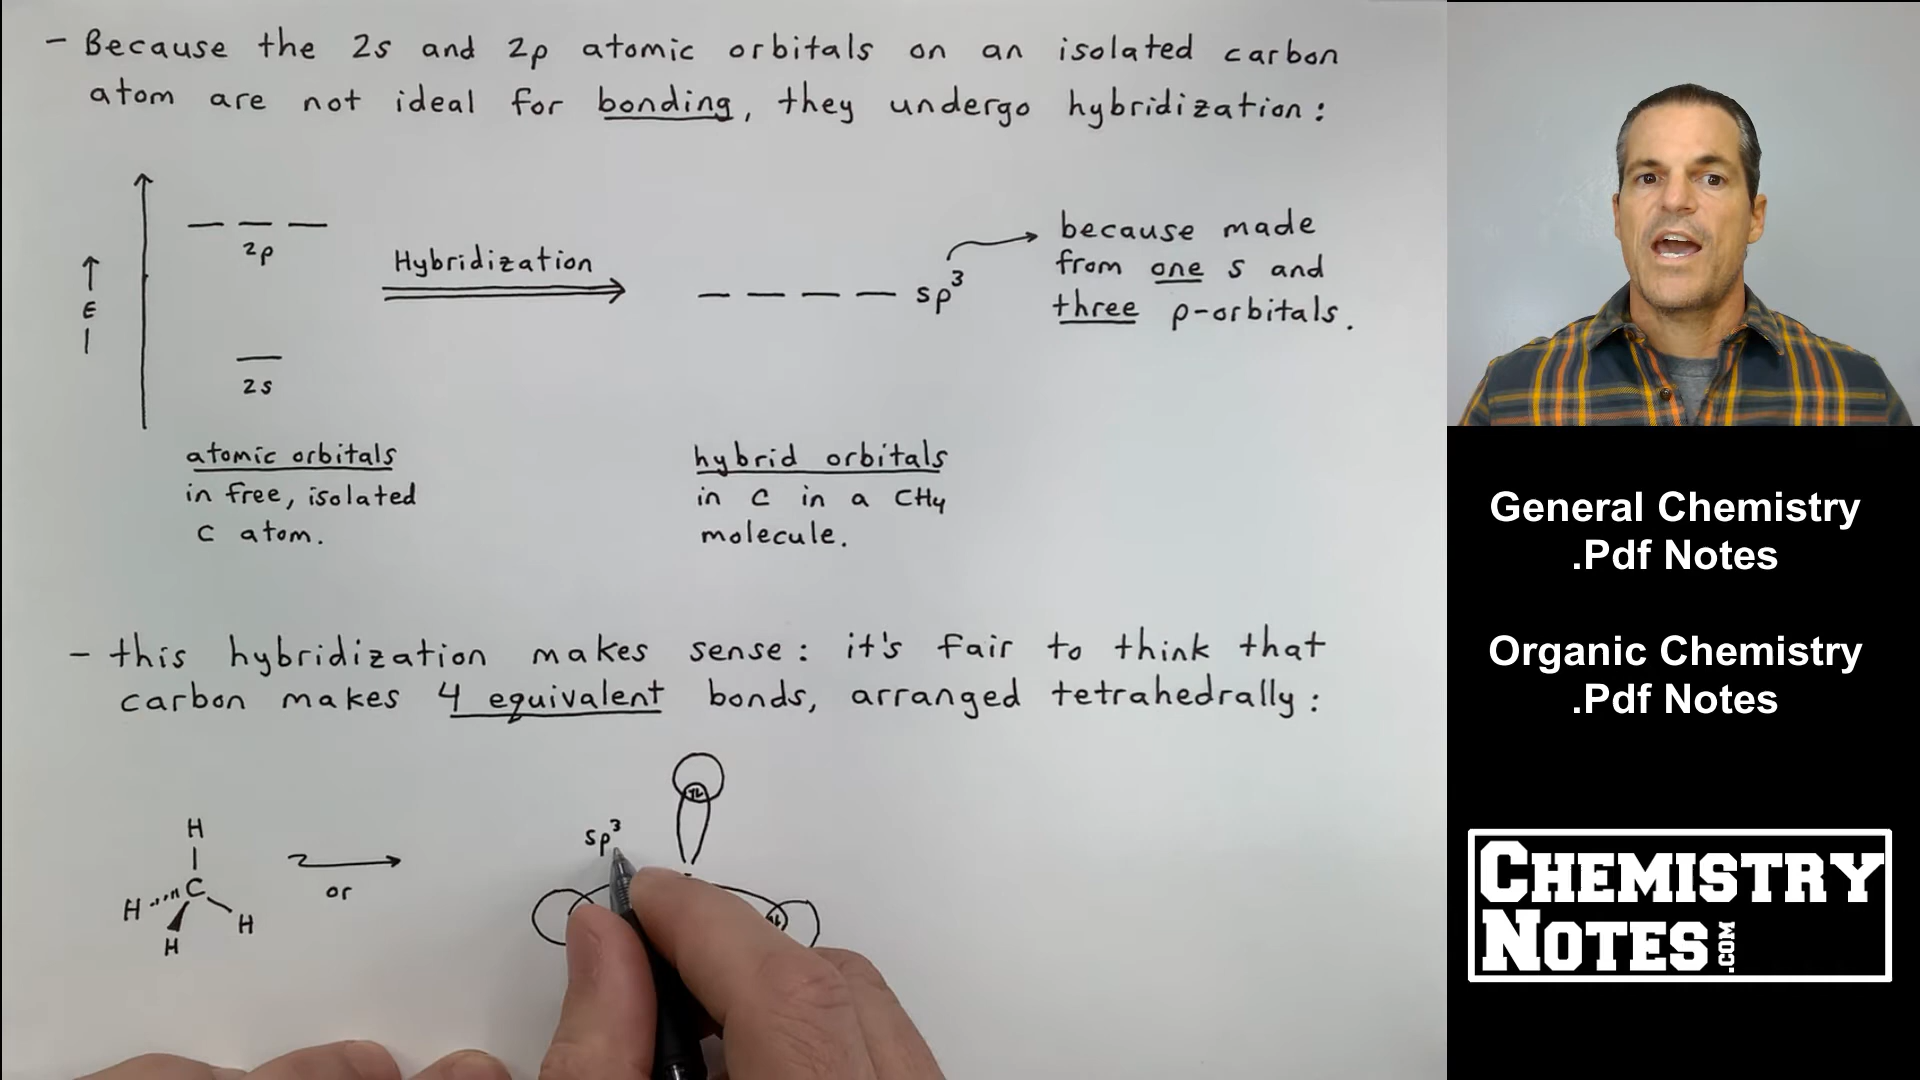 - Because the 2s and 2p atomic orbitals on an isolated carbon
atom are not ideal for bonding, they undergo hybridization:
2p
Hybridization
E
2s
sp³
because made
from one s and
three p-orbitals.
atomic orbitals
in free, isolated
C atom.
hybrid orbitals
in C in a CH₄
molecule.
- this hybridization makes sense: it's fair to think that
carbon makes 4 equivalent bonds, arranged tetrahedrally:
H
C
H
H
H
or
sp³
General Chemistry
.Pdf Notes
Organic Chemistry
.Pdf Notes
CHEMISTRY
NOTES.COM